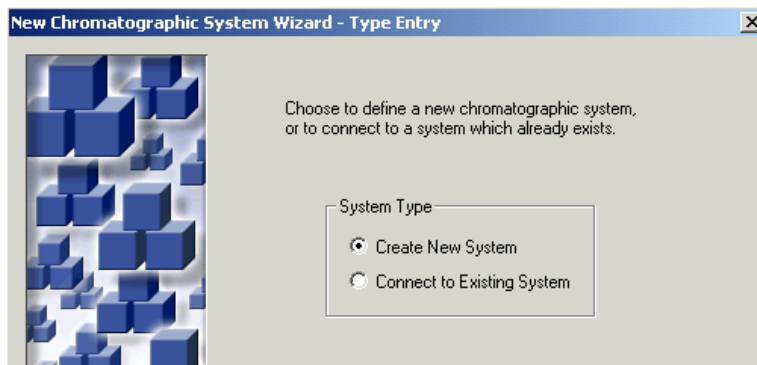 New Chromatographic System Wizard - Type Entry
Choose to define a new chromatographic system,
or to connect to a system which already exists.
System Type
Create New System
Connect to Existing System